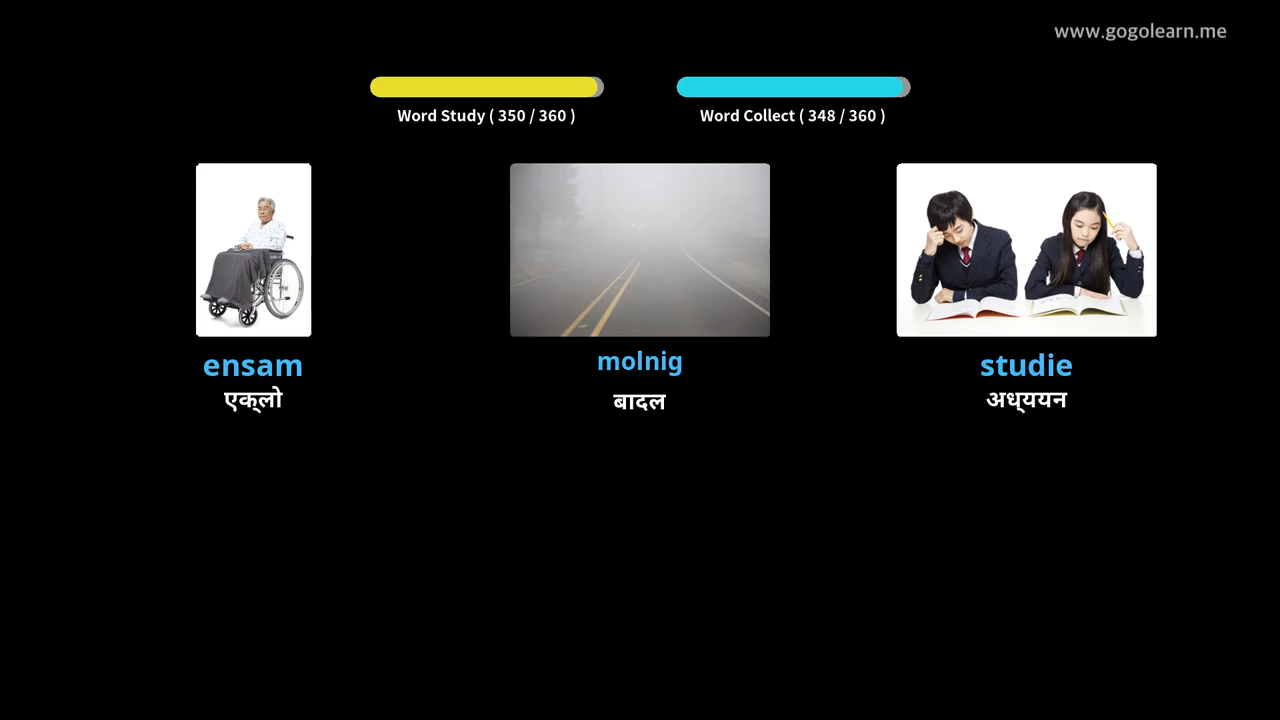 www.gogolearn.me
Word Study ( 350 / 360 )
Word Collect ( 348 / 360 )
ensam
एक्लो
molnig
बादल
studie
अध्ययन